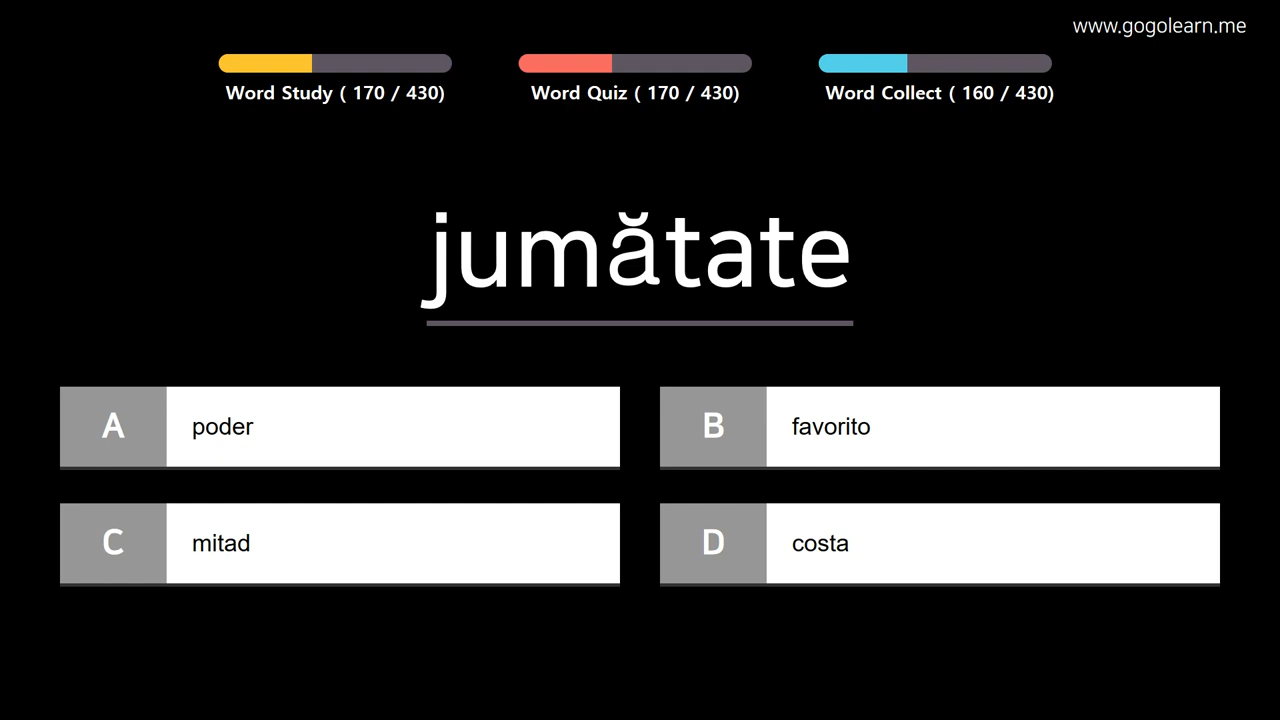 www.gogolearn.me
Word Study ( 170 / 430)
Word Quiz ( 170 / 430)
Word Collect ( 160 / 430)
jumătate
A poder
B favorito
C mitad
D costa